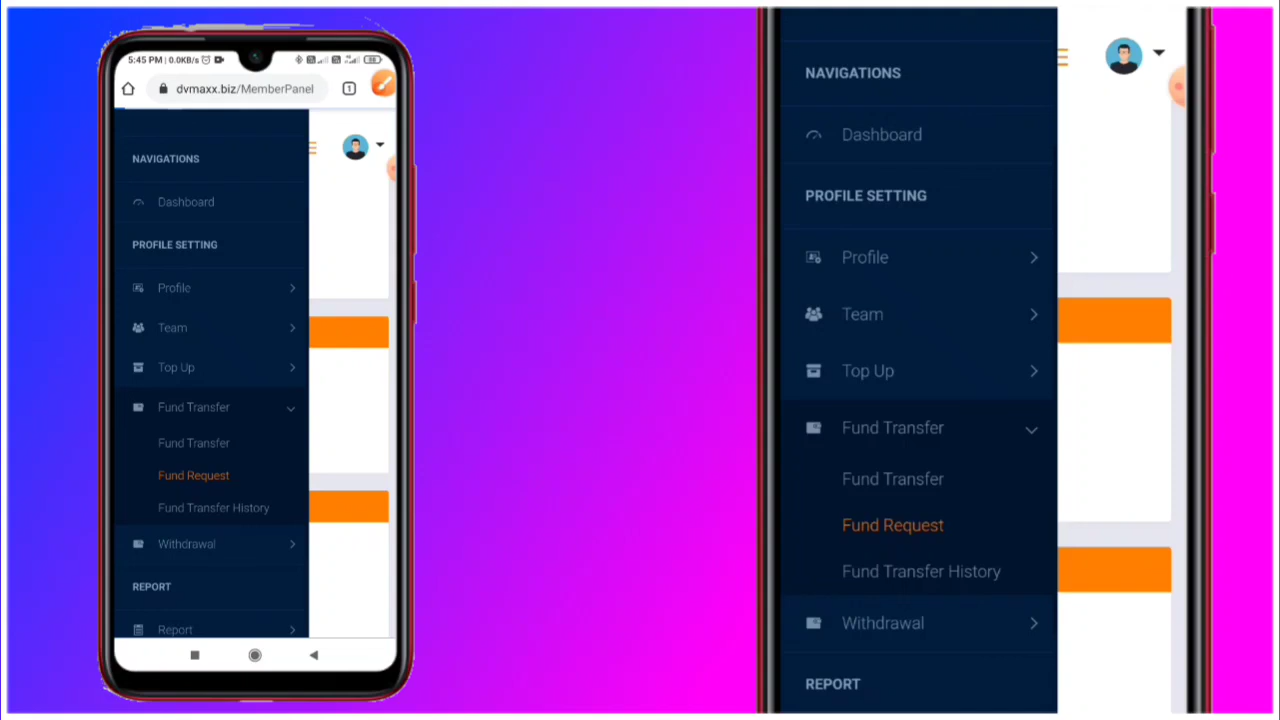 5:45 PM | 0.0KB/s
dvmaxx.biz/MemberPanel
1
NAVIGATIONS
Dashboard
PROFILE SETTING
Profile
Team
Top Up
Fund Transfer
Fund Transfer
Fund Request
Fund Transfer History
Withdrawal
REPORT
Report
NAVIGATIONS
Dashboard
PROFILE SETTING
Profile
Team
Top Up
Fund Transfer
Fund Transfer
Fund Request
Fund Transfer History
Withdrawal
REPORT